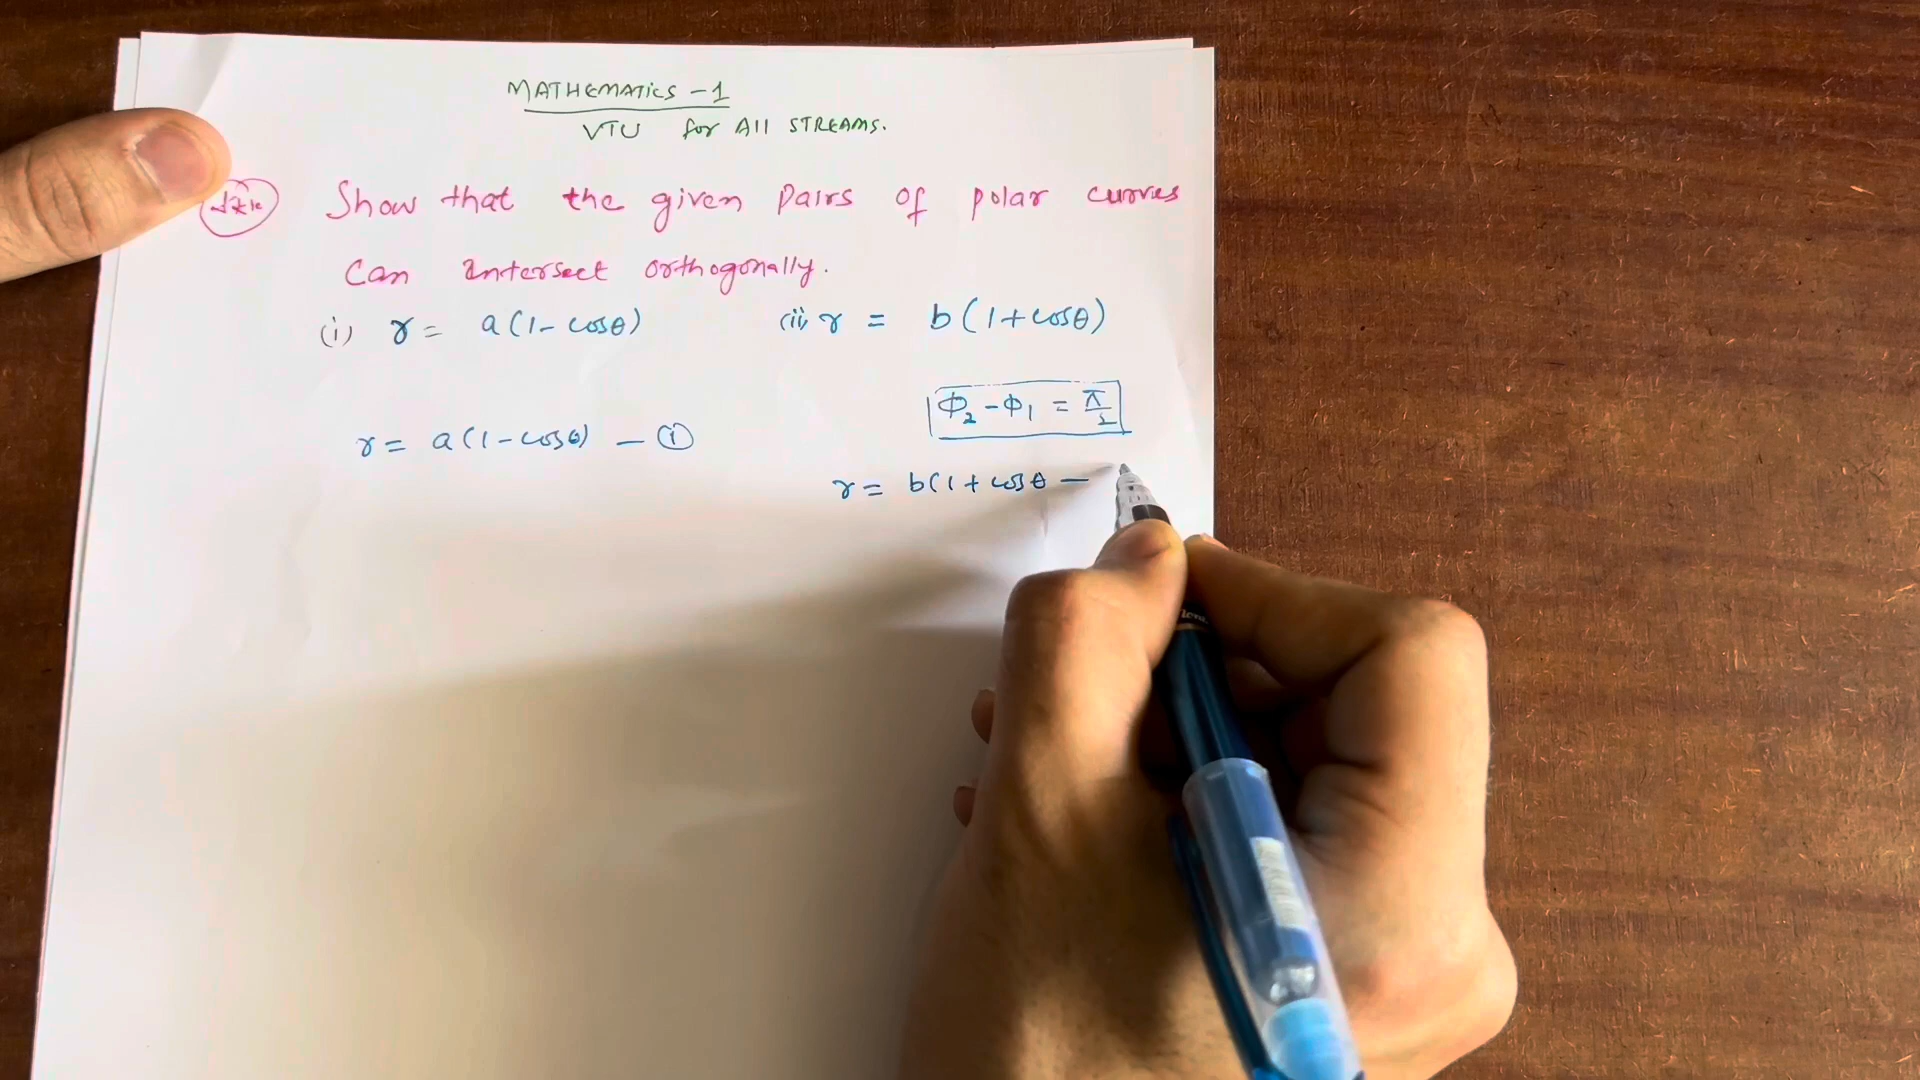 MATHEMATICS - 1
VTU for All STREAMS.
Show that the given Pairs of polar curves
Can Intersect orthogonally.
(i) r = a(1 - cosθ) (ii) r = b(1 + cosθ)
Φ₂ - Φ₁ = π/2
r = a(1 - cosθ) — ①
r = b(1 + cosθ —